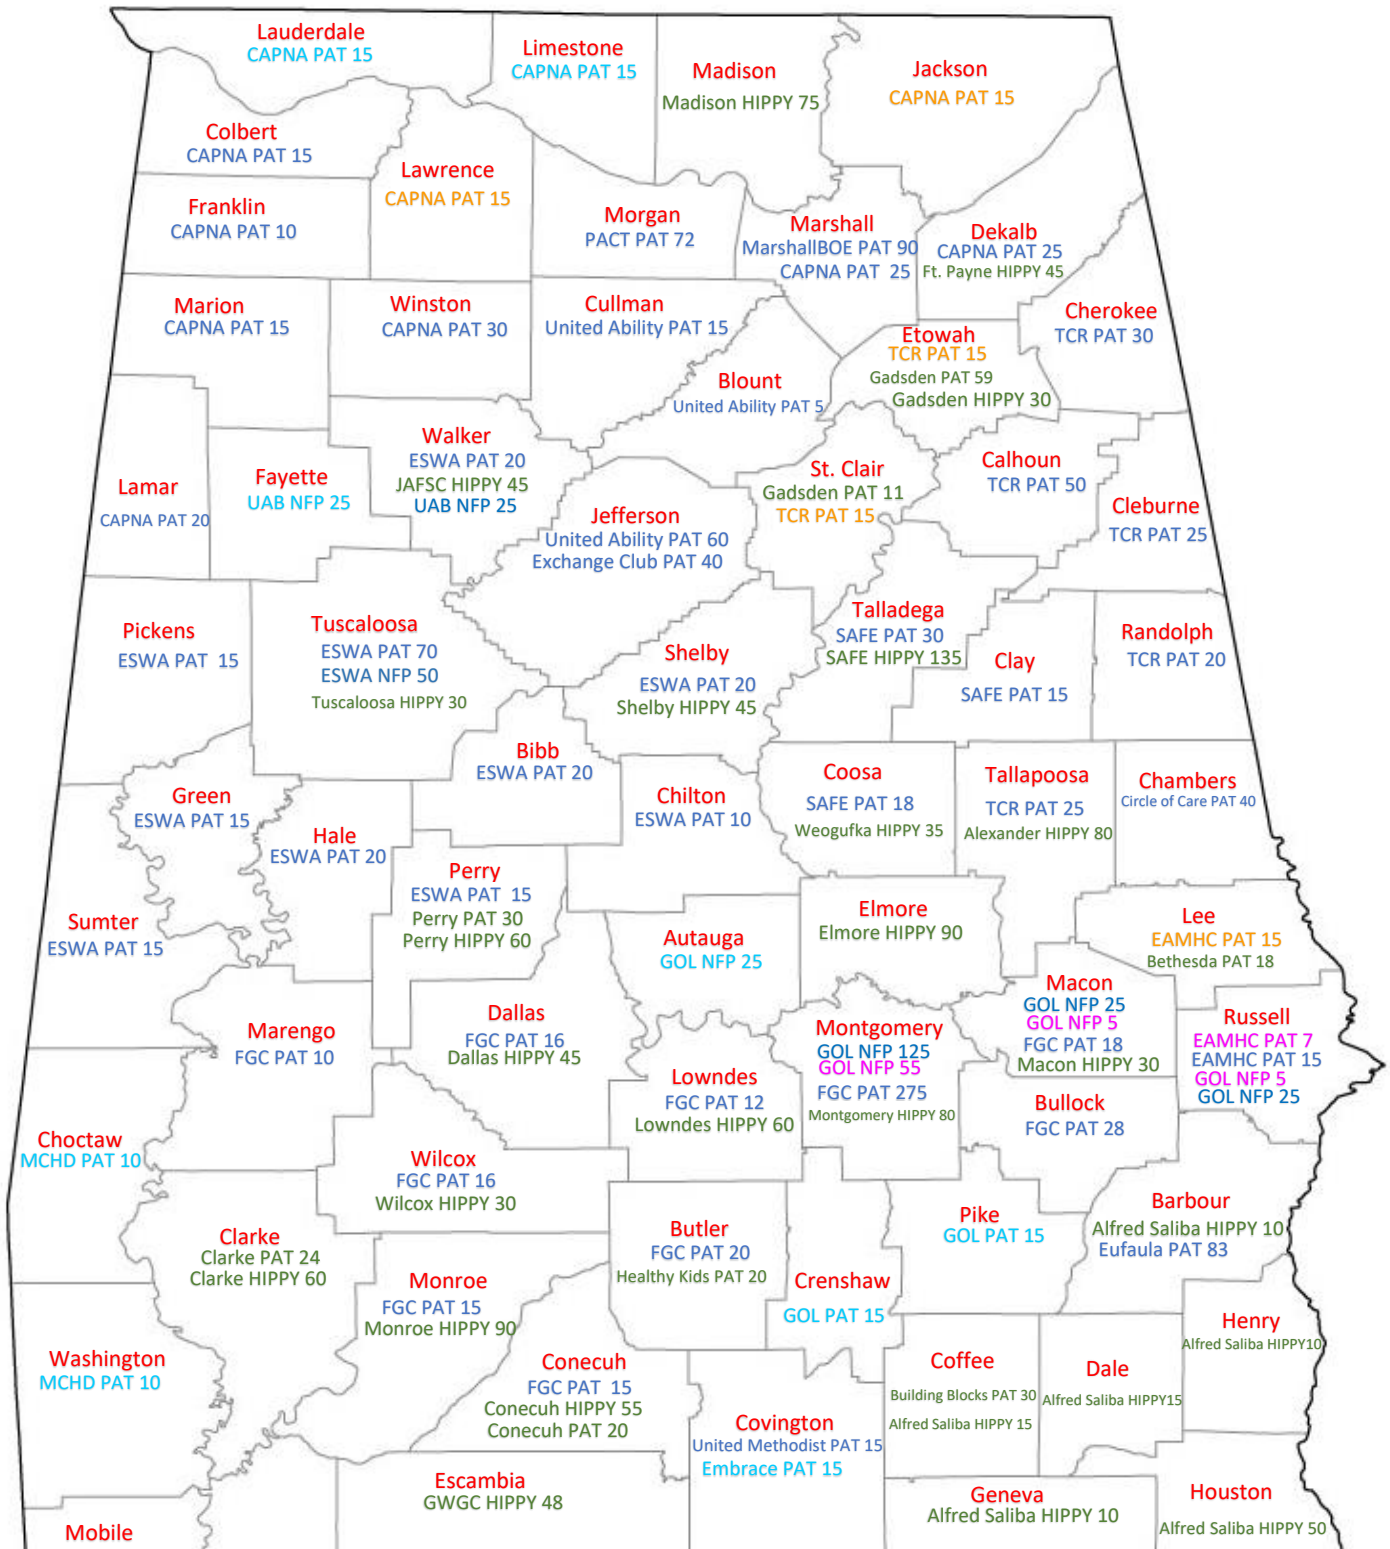 Lauderdale
CAPNA PAT 15
Limestone
CAPNA PAT 15
Madison
Madison HIPPY 75
Jackson
CAPNA PAT 15
Colbert
CAPNA PAT 15
Lawrence
CAPNA PAT 15
Franklin
CAPNA PAT 10
Morgan
PACT PAT 72
Marshall
MarshallBOE PAT 90
CAPNA PAT 25
Dekalb
CAPNA PAT 25
Ft. Payne HIPPY 45
Marion
CAPNA PAT 15
Winston
CAPNA PAT 30
Cullman
United Ability PAT 15
Cherokee
TCR PAT 30
Etowah
TCR PAT 15
Gadsden PAT 59
Gadsden HIPPY 30
Blount
United Ability PAT 5
Walker
ESWA PAT 20
JAFSC HIPPY 45
UAB NFP 25
Lamar
CAPNA PAT 20
Fayette
UAB NFP 25
St. Clair
Gadsden PAT 11
TCR PAT 15
Calhoun
TCR PAT 50
Cleburne
TCR PAT 25
Jefferson
United Ability PAT 60
Exchange Club PAT 40
Pickens
ESWA PAT 15
Tuscaloosa
ESWA PAT 70
ESWA NFP 50
Tuscaloosa HIPPY 30
Shelby
ESWA PAT 20
Shelby HIPPY 45
Talladega
SAFE PAT 30
SAFE HIPPY 135
Clay
SAFE PAT 15
Randolph
TCR PAT 20
Bibb
ESWA PAT 20
Green
ESWA PAT 15
Hale
ESWA PAT 20
Chilton
ESWA PAT 10
Coosa
SAFE PAT 18
Weogufka HIPPY 35
Tallapoosa
TCR PAT 25
Alexander HIPPY 80
Chambers
Circle of Care PAT 40
Perry
ESWA PAT 15
Perry PAT 30
Perry HIPPY 60
Sumter
ESWA PAT 15
Autauga
GOL NFP 25
Elmore
Elmore HIPPY 90
Lee
EAMHC PAT 15
Bethesda PAT 18
Marengo
FGC PAT 10
Dallas
FGC PAT 16
Dallas HIPPY 45
Montgomery
GOL NFP 125
GOL NFP 55
FGC PAT 275
Montgomery HIPPY 80
Macon
GOL NFP 25
GOL NFP 5
FGC PAT 18
Macon HIPPY 30
Russell
EAMHC PAT 7
EAMHC PAT 15
GOL NFP 5
GOL NFP 25
Lowndes
FGC PAT 12
Lowndes HIPPY 60
Bullock
FGC PAT 28
Choctaw
MCHD PAT 10
Wilcox
FGC PAT 16
Wilcox HIPPY 30
Clarke
Clarke PAT 24
Clarke HIPPY 60
Butler
FGC PAT 20
Healthy Kids PAT 20
Pike
GOL PAT 15
Barbour
Alfred Saliba HIPPY 10
Eufaula PAT 83
Monroe
FGC PAT 15
Monroe HIPPY 90
Crenshaw
GOL PAT 15
Henry
Alfred Saliba HIPPY10
Washington
MCHD PAT 10
Conecuh
FGC PAT 15
Conecuh HIPPY 55
Conecuh PAT 20
Coffee
Building Blocks PAT 30
Alfred Saliba HIPPY 15
Dale
Alfred Saliba HIPPY15
Covington
United Methodist PAT 15
Embrace PAT 15
Escambia
GWGC HIPPY 48
Geneva
Alfred Saliba HIPPY 10
Houston
Alfred Saliba HIPPY 50
Mobile